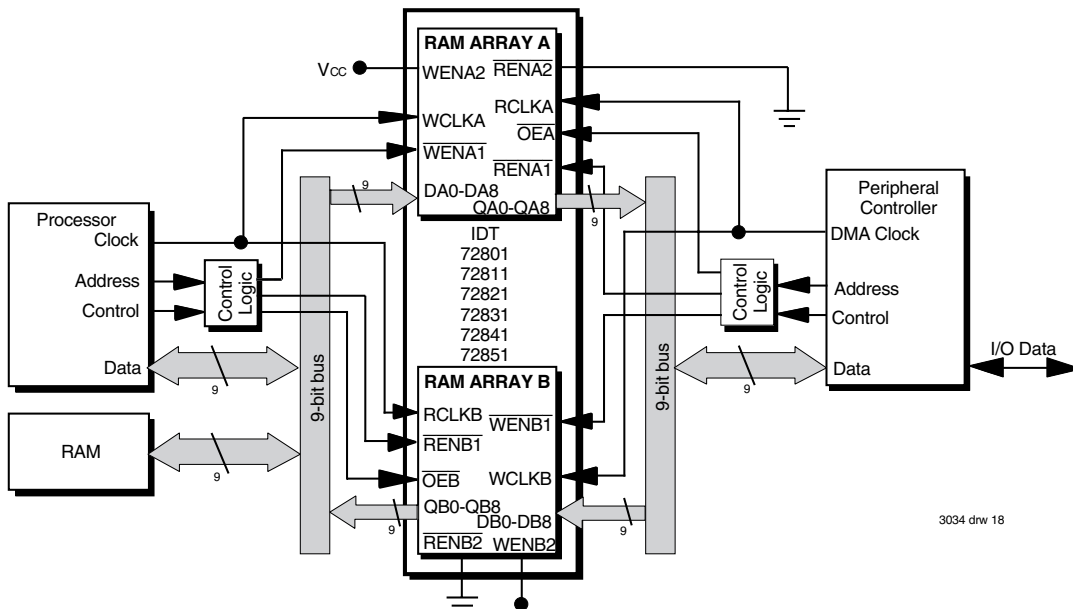 RAM ARRAY A
VCC
WENA2
RENA2
RCLKA
WCLKA
OEA
WENA1
RENA1
9
DA0-DA8
QA0-QA8
9
Processor
Clock
Address
Control
Data
9
Control
Logic
9-bit bus
RAM
9
IDT
72801
72811
72821
72831
72841
72851
9-bit bus
Peripheral
Controller
DMA Clock
Address
Control
Data
Control
Logic
9
I/O Data
RAM ARRAY B
RCLKB
WENB1
RENB1
OEB
WCLKB
QB0-QB8
DB0-DB8
9
9
RENB2
WENB2
3034 drw 18